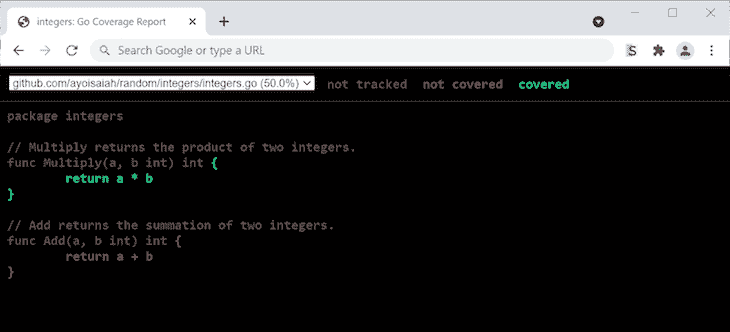 integers: Go Coverage Report
Search Google or type a URL
github.com/ayoisaiah/random/integers/integers.go (50.0%) not tracked not covered covered
package integers
// Multiply returns the product of two integers.
func Multiply(a, b int) int {
return a * b
}
// Add returns the summation of two integers.
func Add(a, b int) int {
return a + b
}